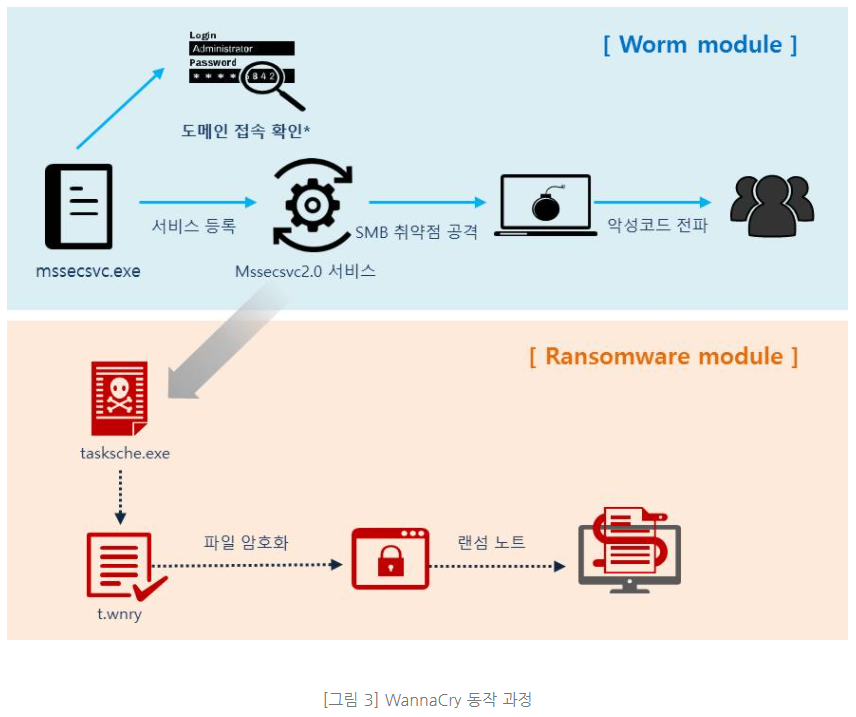 [ Worm module ]
Login
Administrator
Password
* * * * 6842
도메인 접속 확인*
서비스 등록
SMB 취약점 공격
악성코드 전파
mssecsvc.exe
Mssecsvc2.0 서비스
[ Ransomware module ]
tasksche.exe
파일 암호화
랜섬 노트
t.wnry
[그림 3] WannaCry 동작 과정